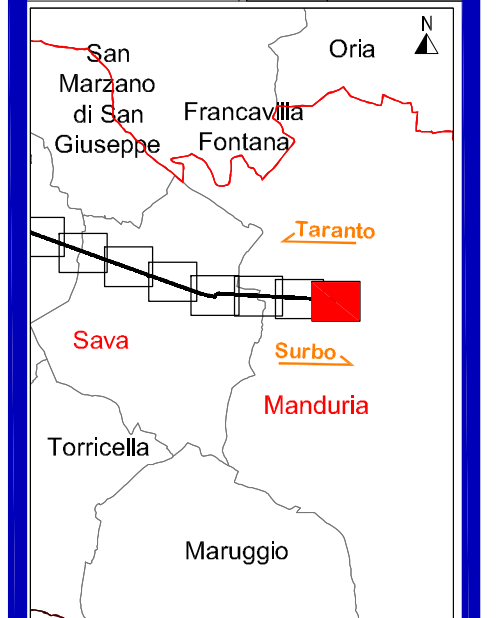 N
Oria
San
Marzano
di San
Giuseppe
Francavilla
Fontana
Taranto
Sava
Surbo
Manduria
Torricella
Maruggio